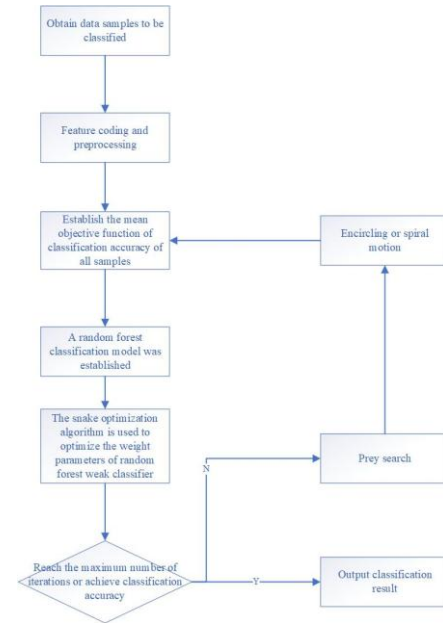 Obtain data samples to be
classified
Feature coding and
preprocessing
Establish the mean
objective function of
classification accuracy of
all samples
Encircling or spiral
motion
A random forest
classification model was
established
The snake optimization
algorithm is used to
optimize the weight
parameters of random
forest weak classifier
N
Prey search
Reach the maximum number of
iterations or achieve classification
accuracy
Y
Output classification
result